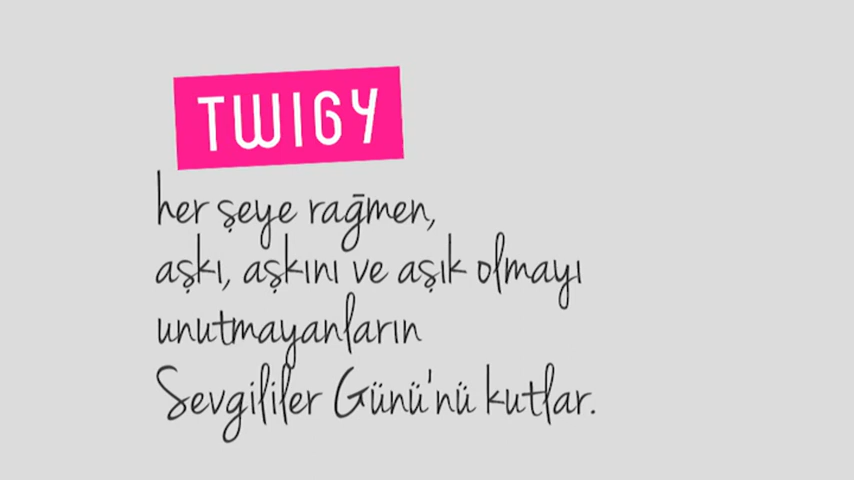 TWIGY
her şeye rağmen,
aşkı, aşkını ve aşık olmayı
unutmayanların
Sevgililer Günü'nü kutlar.